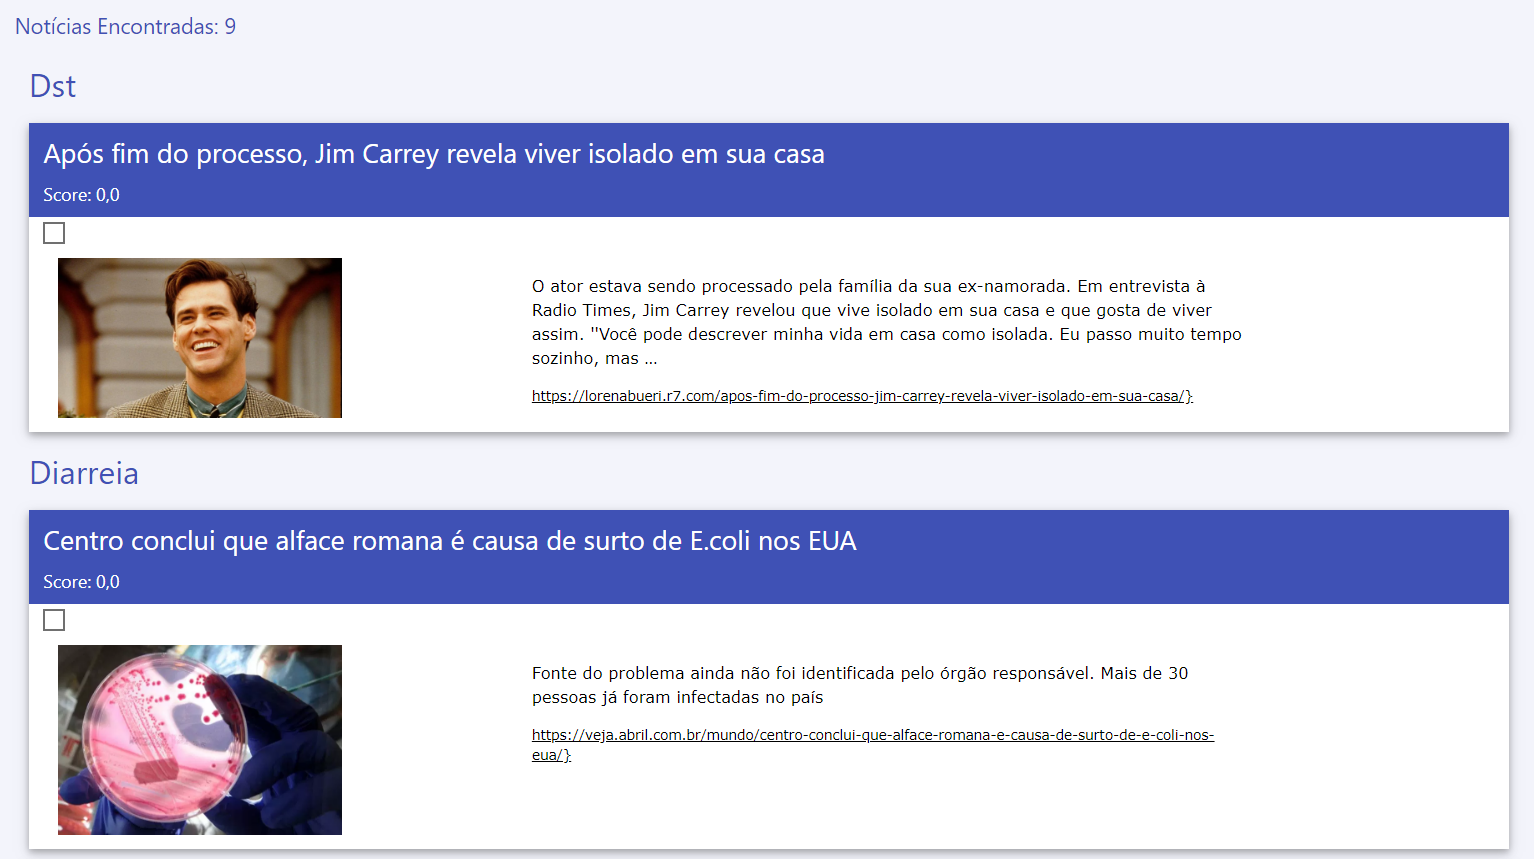 Notícias Encontradas: 9
Dst
Após fim do processo, Jim Carrey revela viver isolado em sua casa
Score: 0,0
O ator estava sendo processado pela família da sua ex-namorada. Em entrevista à
Radio Times, Jim Carrey revelou que vive isolado em sua casa e que gosta de viver
assim. "Você pode descrever minha vida em casa como isolada. Eu passo muito tempo
sozinho, mas ...
https://lorenabueri.r7.com/apos-fim-do-processo-jim-carrey-revela-viver-isolado-em-sua-casa/}
Diarreia
Centro conclui que alface romana é causa de surto de E.coli nos EUA
Score: 0,0
Fonte do problema ainda não foi identificada pelo órgão responsável. Mais de 30
pessoas já foram infectadas no país
https://veja.abril.com.br/mundo/centro-conclui-que-alface-romana-e-causa-de-surto-de-e-coli-nos-
eua/}